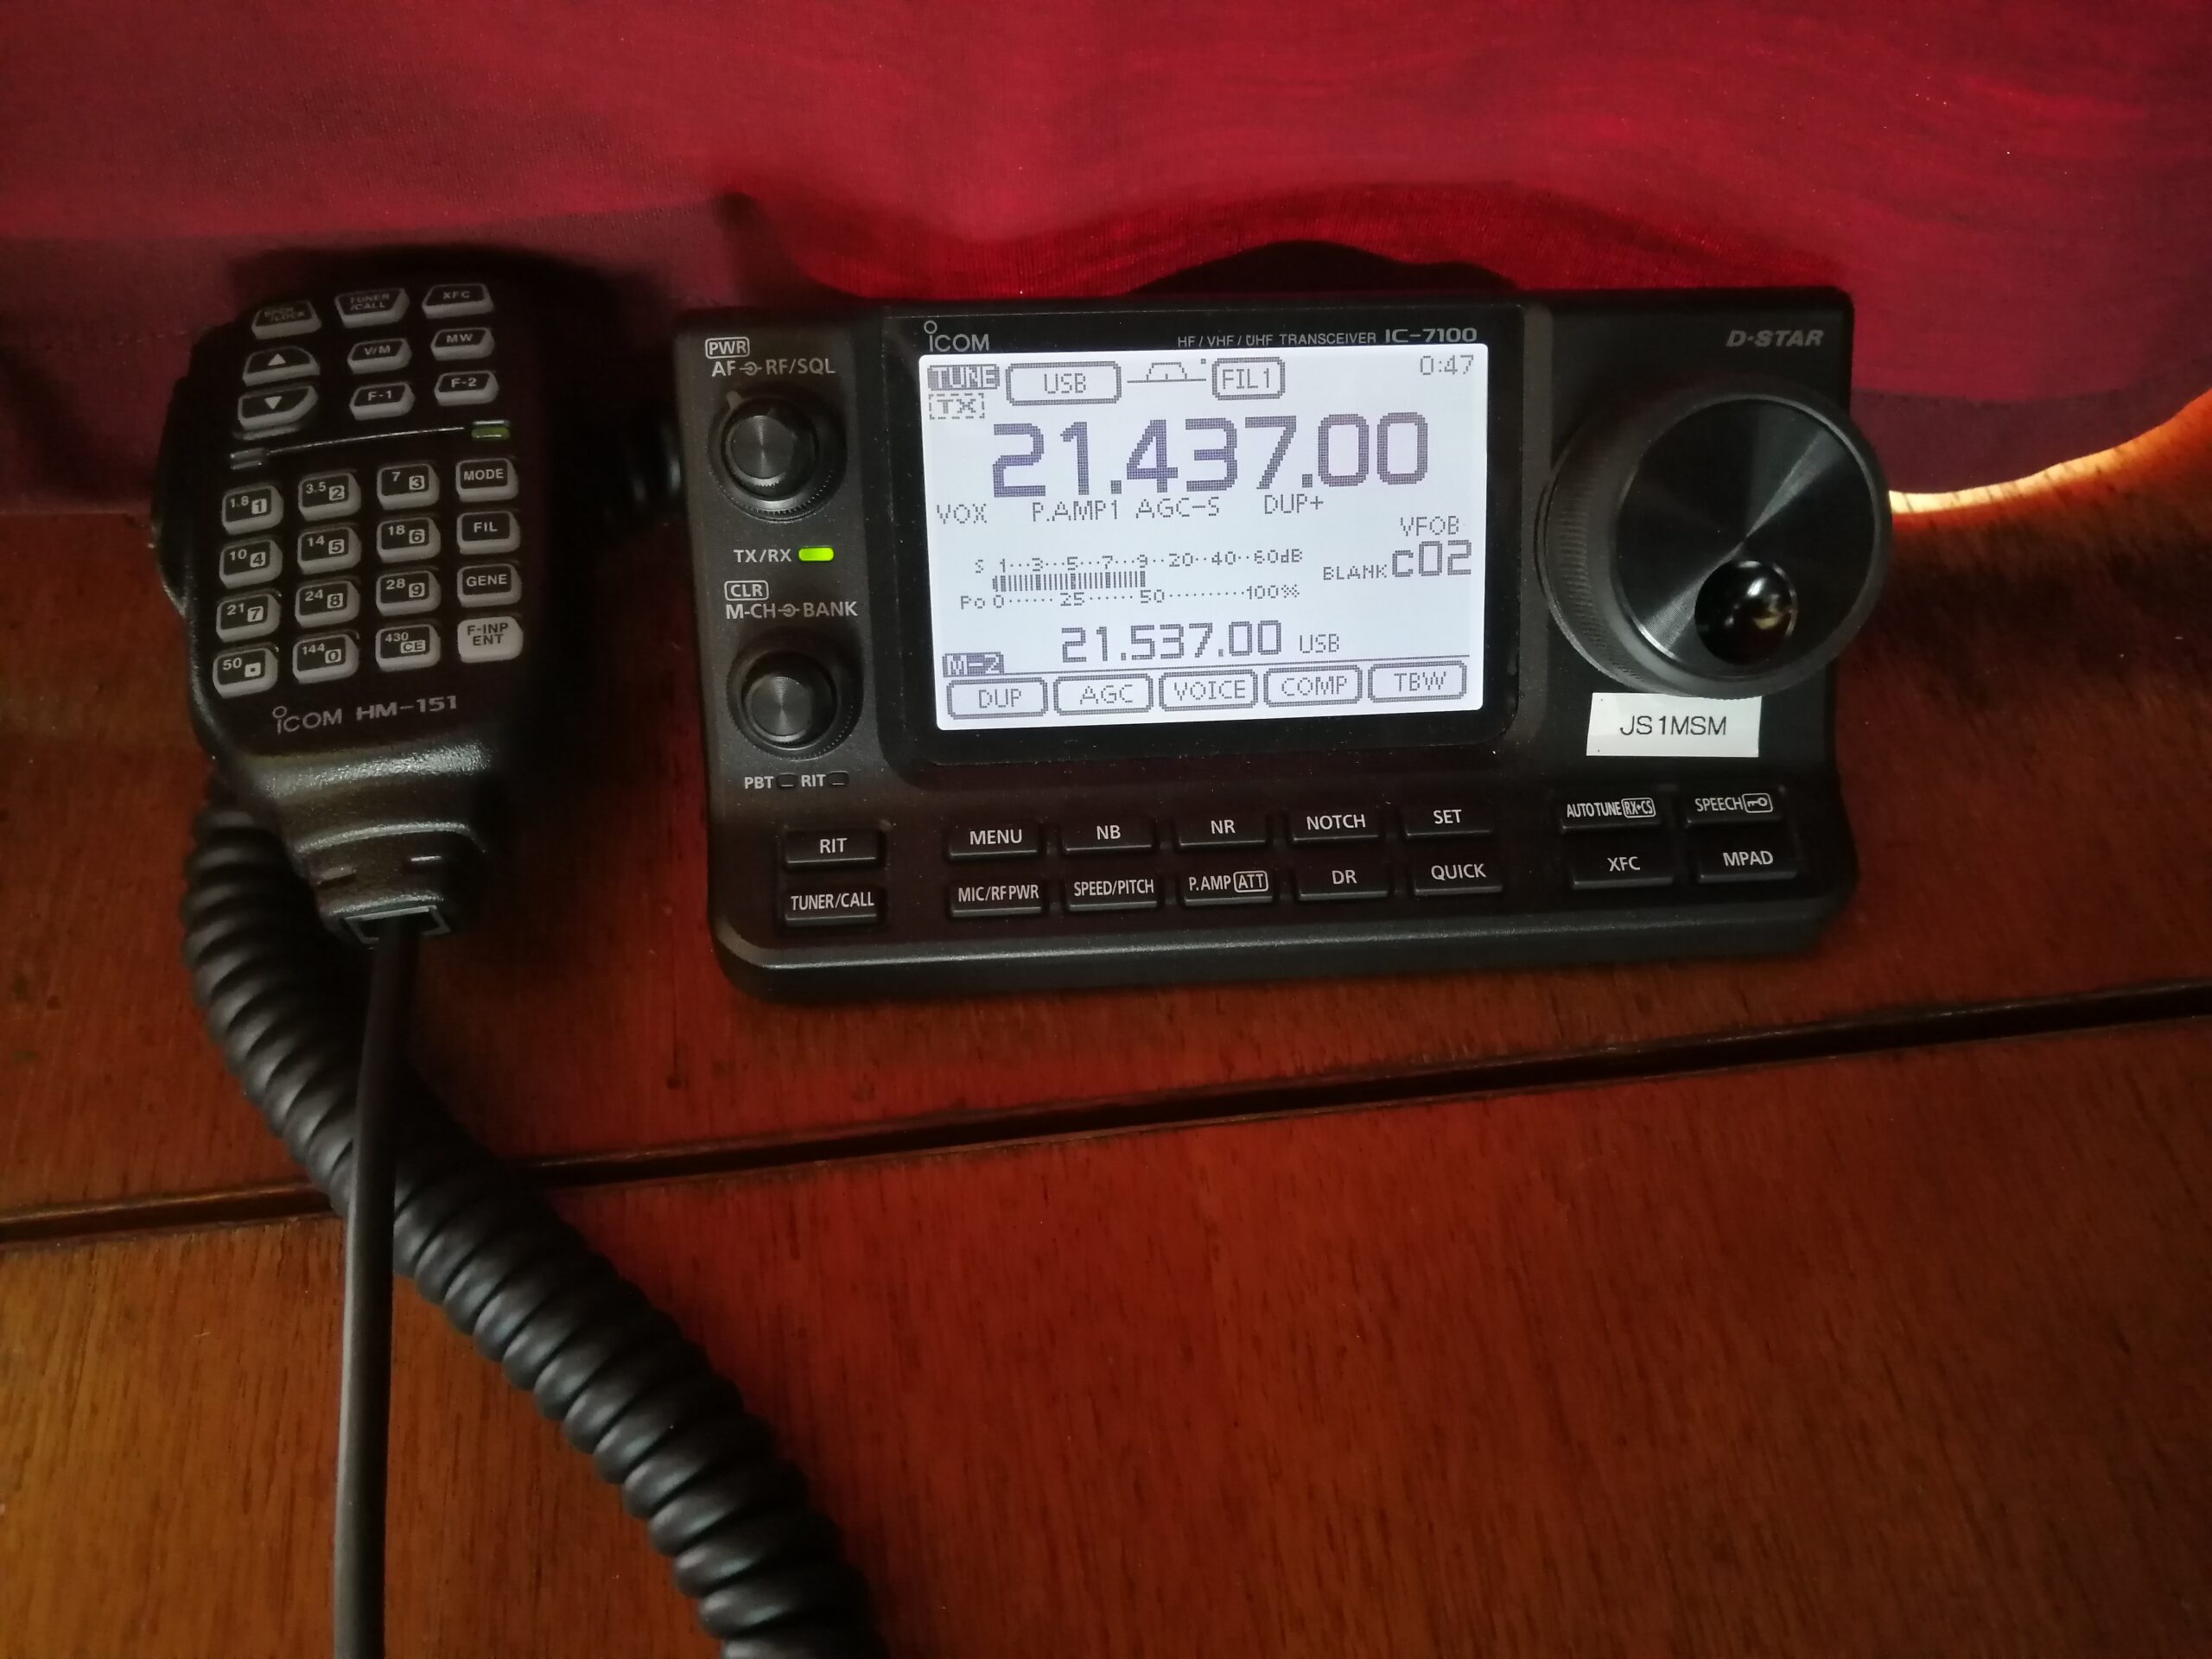 SPCH/LOCK TUNER/CALL XFC
▲ V/M MW
▼ F-1 F-2
1.8 1 3.5 2 7 3 MODE
10 4 14 5 18 6 FIL
21 7 24 8 28 9 GENE
50 . 144 0 430 CE F-INP ENT
ICOM HM-151
PWR
AF RF/SQL
TX/RX
CLR
M-CH BANK
PBT RIT
ICOM HF/VHF/UHF TRANSCEIVER IC-7100
TUNE USB FIL1 0:47
TX
21.437.00
VOX P.AMP1 AGC-S DUP+
VFOB
S 1···3···5···7···9··20··40··60dB
BLANK c02
Po 0······25······50··········100%
21.537.00 USB
M-2
DUP AGC VOICE COMP TBW
D-STAR
JS1MSM
RIT MENU NB NR NOTCH SET AUTO TUNE RX→CS SPEECH
TUNER/CALL MIC/RF PWR SPEED/PITCH P.AMP ATT DR QUICK XFC MPAD